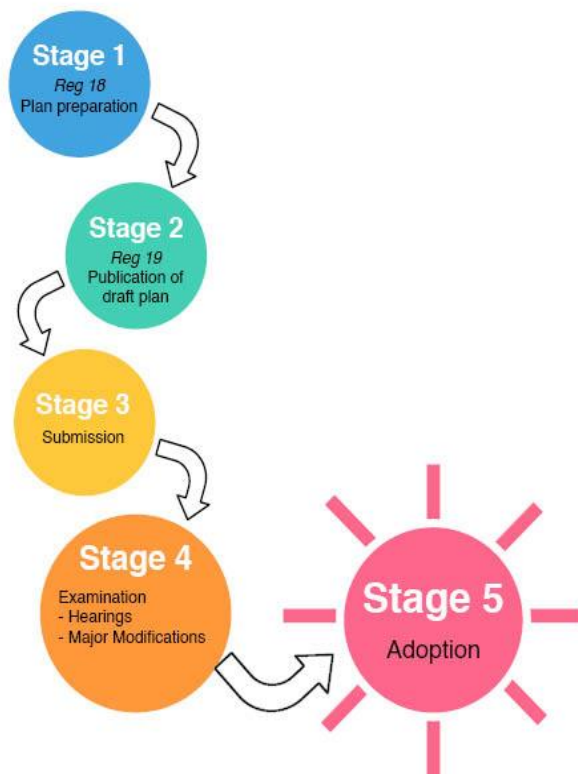 Stage 1
Reg 18
Plan preparation
Stage 2
Reg 19
Publication of
draft plan
Stage 3
Submission
Stage 4
Examination
- Hearings
- Major Modifications
Stage 5
Adoption